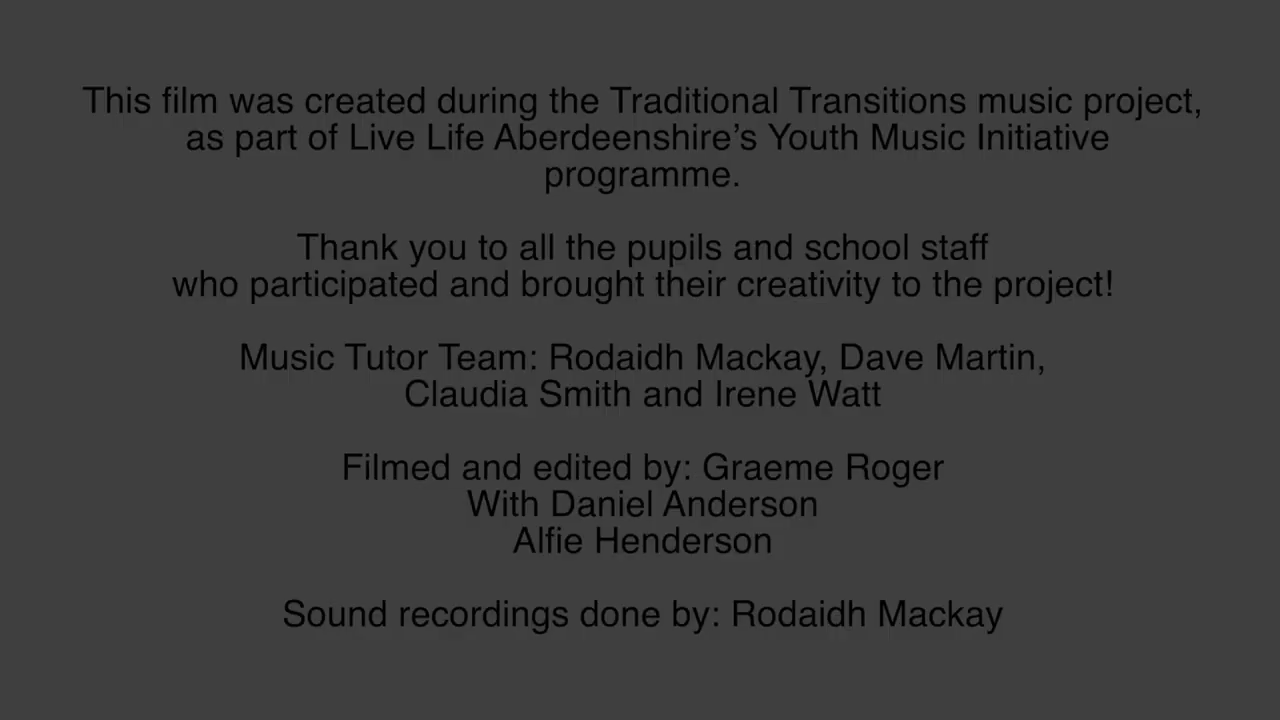 This film was created during the Traditional Transitions music project,
as part of Live Life Aberdeenshire’s Youth Music Initiative
programme.
Thank you to all the pupils and school staff
who participated and brought their creativity to the project!
Music Tutor Team: Rodaidh Mackay, Dave Martin,
Claudia Smith and Irene Watt
Filmed and edited by: Graeme Roger
With Daniel Anderson
Alfie Henderson
Sound recordings done by: Rodaidh Mackay